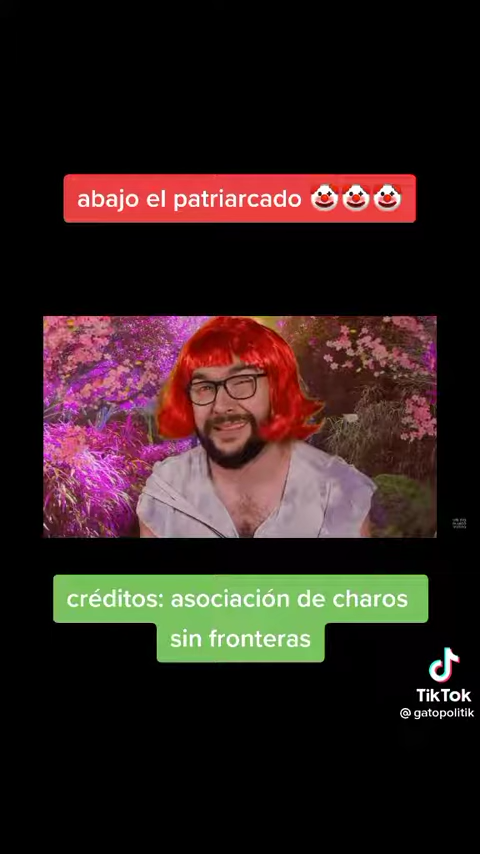 abajo el patriarcado 🤡🤡🤡
créditos: asociación de charos
sin fronteras
TikTok
@ gatopolitik